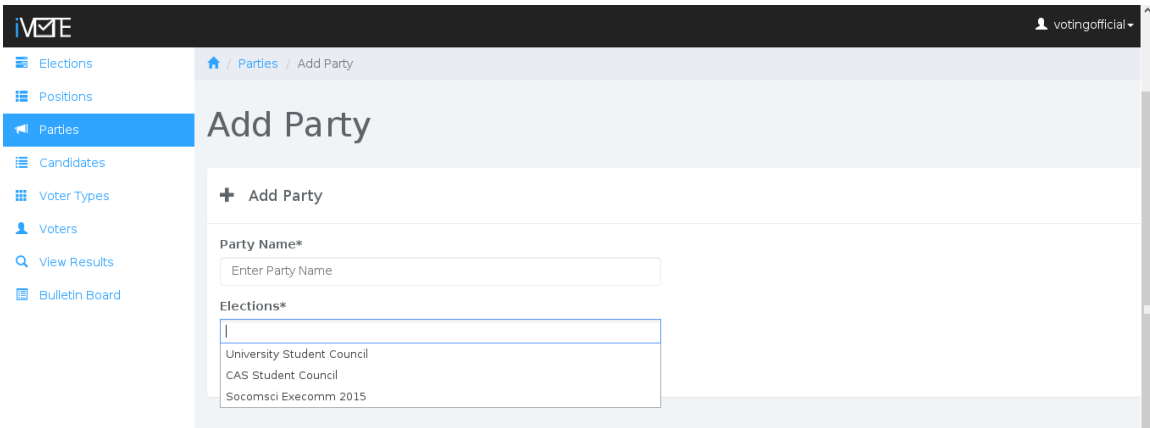 iVOTE
votingofficial
Elections
Positions
Parties
Candidates
Voter Types
Voters
View Results
Bulletin Board
/ Parties / Add Party
Add Party
Add Party
Party Name*
Enter Party Name
Elections*
University Student Council
CAS Student Council
Socomsci Execomm 2015